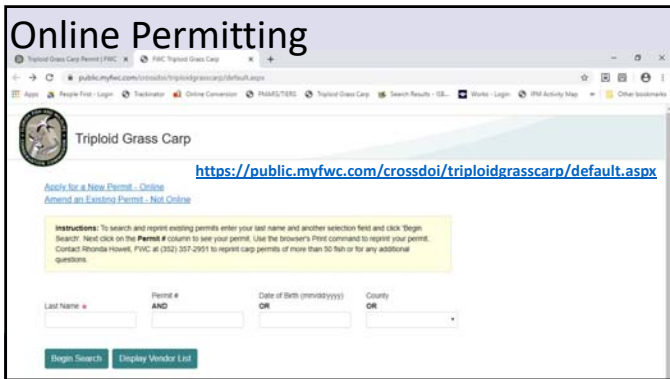 Online Permitting
Triploid Grass Carp Permit | FWC
FWC Triploid Grass Carp
public.myfwc.com/crossdoi/triploidgrasscarp/default.aspx
Apps People First - Login Tracknator Online Conversion PMARS/TIERS Triploid Grass Carp Search Results - ISB... Works - Login IPM Activity Map Other bookmarks
Triploid Grass Carp
https://public.myfwc.com/crossdoi/triploidgrasscarp/default.aspx
Apply for a New Permit - Online
Amend an Existing Permit - Not Online
Instructions: To search and reprint existing permits enter your last name and another selection field and click 'Begin
Search'. Next click on the Permit # column to see your permit. Use the browser's Print command to reprint your permit.
Contact Rhonda Howell, FWC at (352) 357-2951 to reprint carp permits of more than 50 fish or for any additional
questions.
Permit # Date of Birth (mm/dd/yyyy) County
Last Name * AND OR OR
Begin Search Display Vendor List